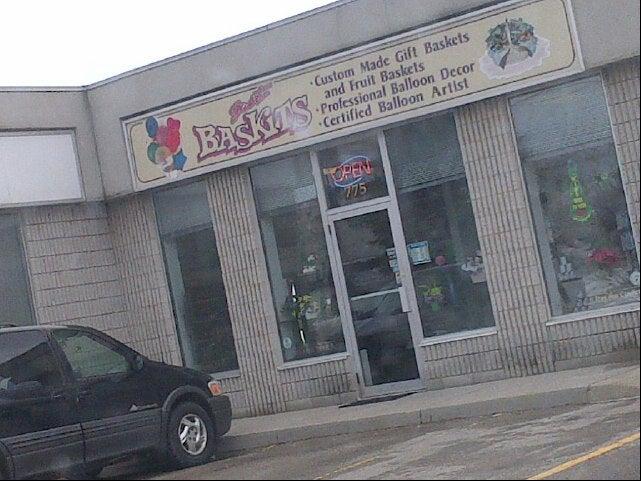 BASKITS
·Custom Made Gift Baskets
and Fruit Baskets
·Professional Balloon Decor
·Certified Balloon Artist
OPEN
775